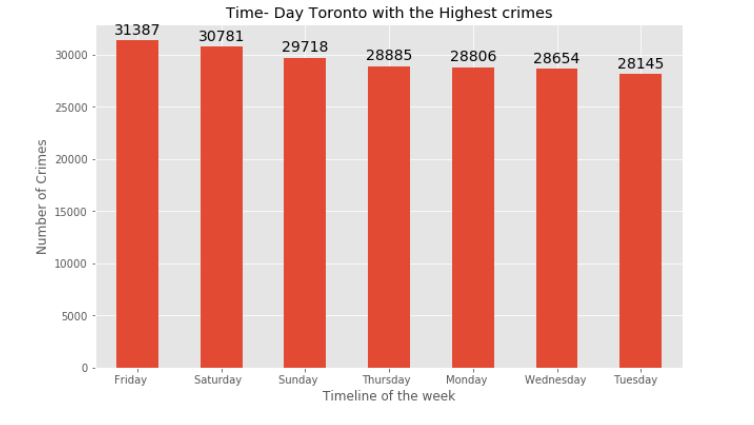 Time- Day Toronto with the Highest crimes
31387
30781
29718
28885
28806
28654
28145
30000
25000
20000
15000
10000
5000
0
Number of Crimes
Friday
Saturday
Sunday
Thursday
Monday
Wednesday
Tuesday
Timeline of the week